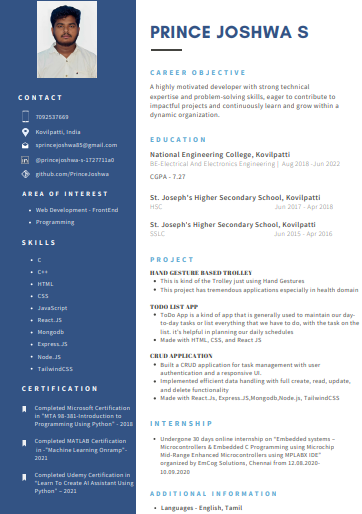 PRINCE JOSHWA S
CONTACT
7092537669
Kovilpatti, India
sprincejoshwa85@gmail.com
@princejoshwa-s-1727711a0
github.com/PrinceJoshwa
AREA OF INTEREST
Web Development - FrontEnd
Programming
SKILLS
C
C++
HTML
CSS
JavaScript
React.JS
Mongodb
Express.JS
Node.JS
TailwindCSS
CERTIFICATION
Completed Microsoft Certification
in "MTA 98-381-Introduction to
Programming Using Python" - 2018
Completed MATLAB Certification
in -"Machine Learning Onramp"-
2021
Completed Udemy Certification in
"Learn To Create AI Assistant Using
Python" – 2021
CAREER OBJECTIVE
A highly motivated developer with strong technical
expertise and problem-solving skills, eager to contribute to
impactful projects and continuously learn and grow within a
dynamic organization.
EDUCATION
National Engineering College, Kovilpatti
BE-Electrical And Electronics Engineering | Aug 2018 -Jun 2022
CGPA - 7.27
St. Joseph's Higher Secondary School, Kovilpatti
HSC Jun 2017 - Apr 2018
St. Joseph's Higher Secondary School, Kovilpatti
SSLC Jun 2015 - Apr 2016
PROJECT
HAND GESTURE BASED TROLLEY
This is kind of the Trolley just using Hand Gestures
This project has tremendous applications especially in health domain
TODO LIST APP
ToDo App is a kind of app that is generally used to maintain our day-
to-day tasks or list everything that we have to do, with the task on the
list. it's helpful in planning our daily schedules
Made with HTML, CSS, and React JS
CRUD APPLICATION
Built a CRUD application for task management with user
authentication and a responsive UI.
Implemented efficient data handling with full create, read, update,
and delete functionality
Made with React.Js, Express.JS,Mongodb,Node.js, TailwindCSS
INTERNSHIP
Undergone 30 days online internship on "Embedded systems –
Microcontrollers & Embedded C Programming using Microchip
Mid-Range Enhanced Microcontrollers using MPLABX IDE"
organized by EmCog Solutions, Chennai from 12.08.2020-
10.09.2020
ADDITIONAL INFORMATION
Languages - English, Tamil